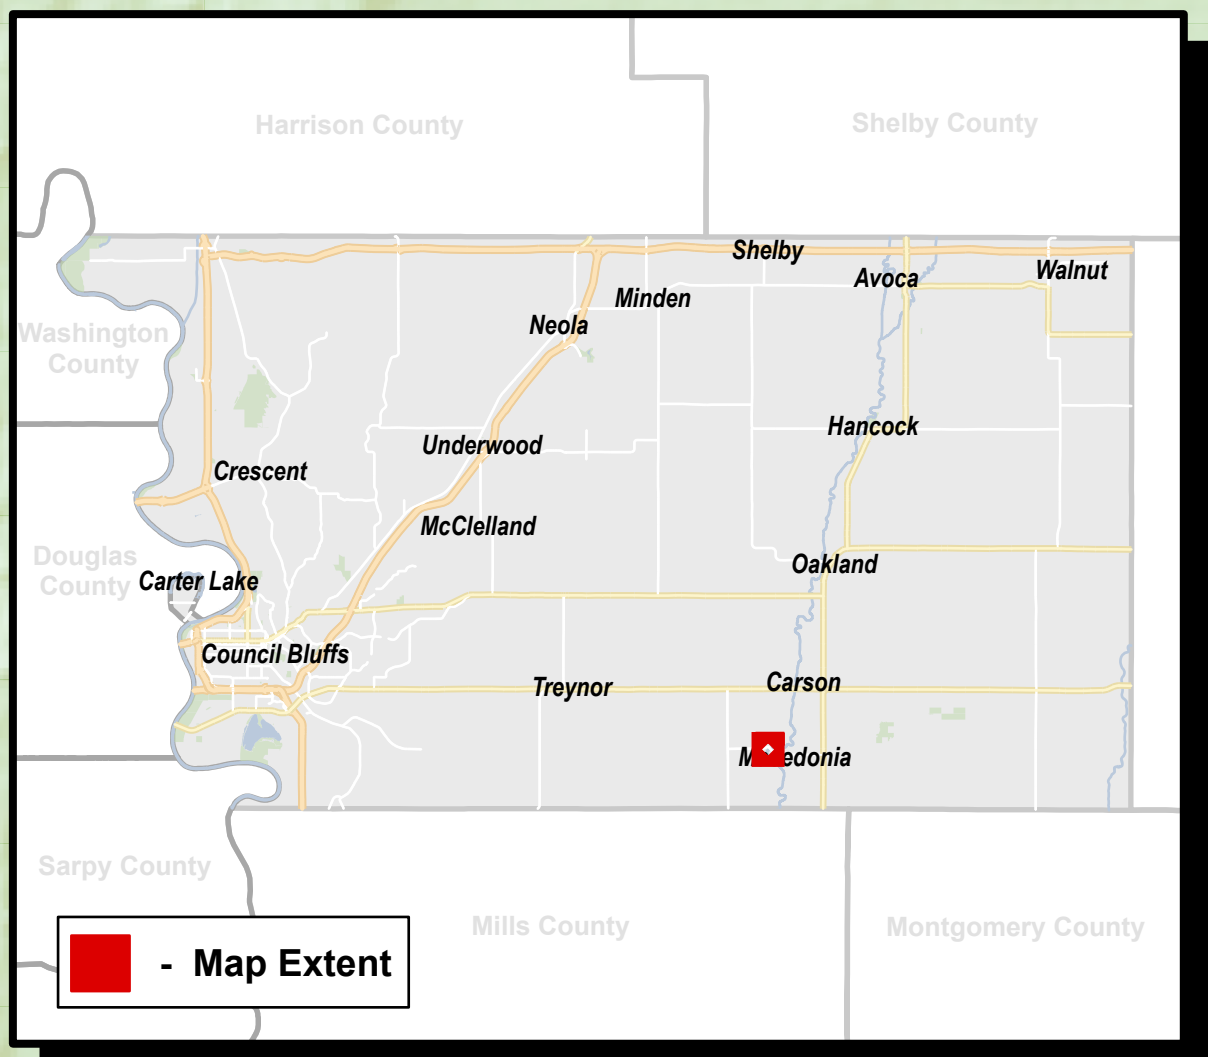 Harrison County
Shelby County
Shelby
Avoca
Walnut
Minden
Neola
Washington
County
Hancock
Underwood
Crescent
McClelland
Douglas
County
Carter Lake
Oakland
Council Bluffs
Treynor
Carson
M edonia
Sarpy County
Mills County
Montgomery County
- Map Extent